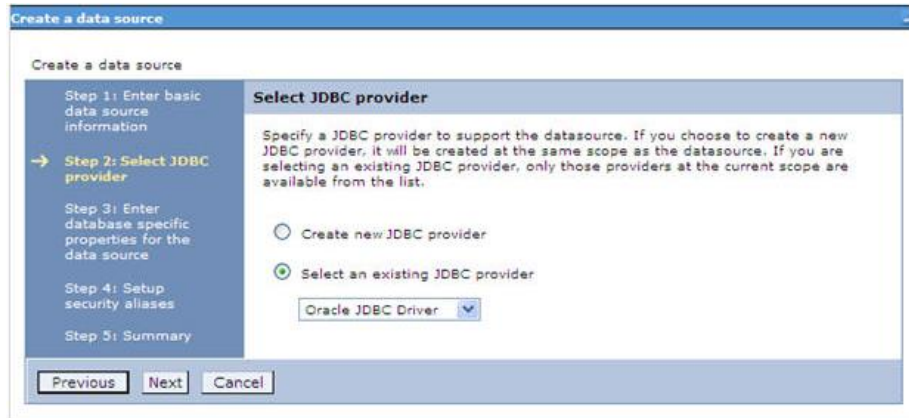 Create a data source
Create a data source
Step 1: Enter basic
data source
information
Step 2: Select JDBC
provider
Step 3: Enter
database specific
properties for the
data source
Step 4: Setup
security aliases
Step 5: Summary
Select JDBC provider
Specify a JDBC provider to support the datasource. If you choose to create a new
JDBC provider, it will be created at the same scope as the datasource. If you are
selecting an existing JDBC provider, only those providers at the current scope are
available from the list.
Create new JDBC provider
Select an existing JDBC provider
Oracle JDBC Driver
Previous Next Cancel